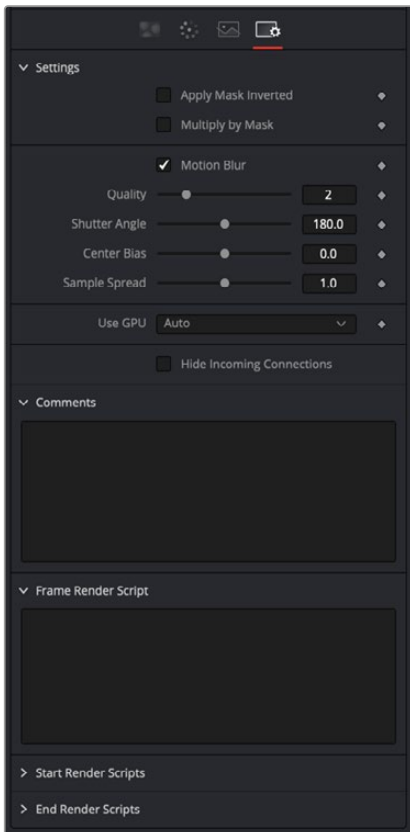 Settings
Apply Mask Inverted
Multiply by Mask
Motion Blur
Quality 2
Shutter Angle 180.0
Center Bias 0.0
Sample Spread 1.0
Use GPU Auto
Hide Incoming Connections
Comments
Frame Render Script
Start Render Scripts
End Render Scripts